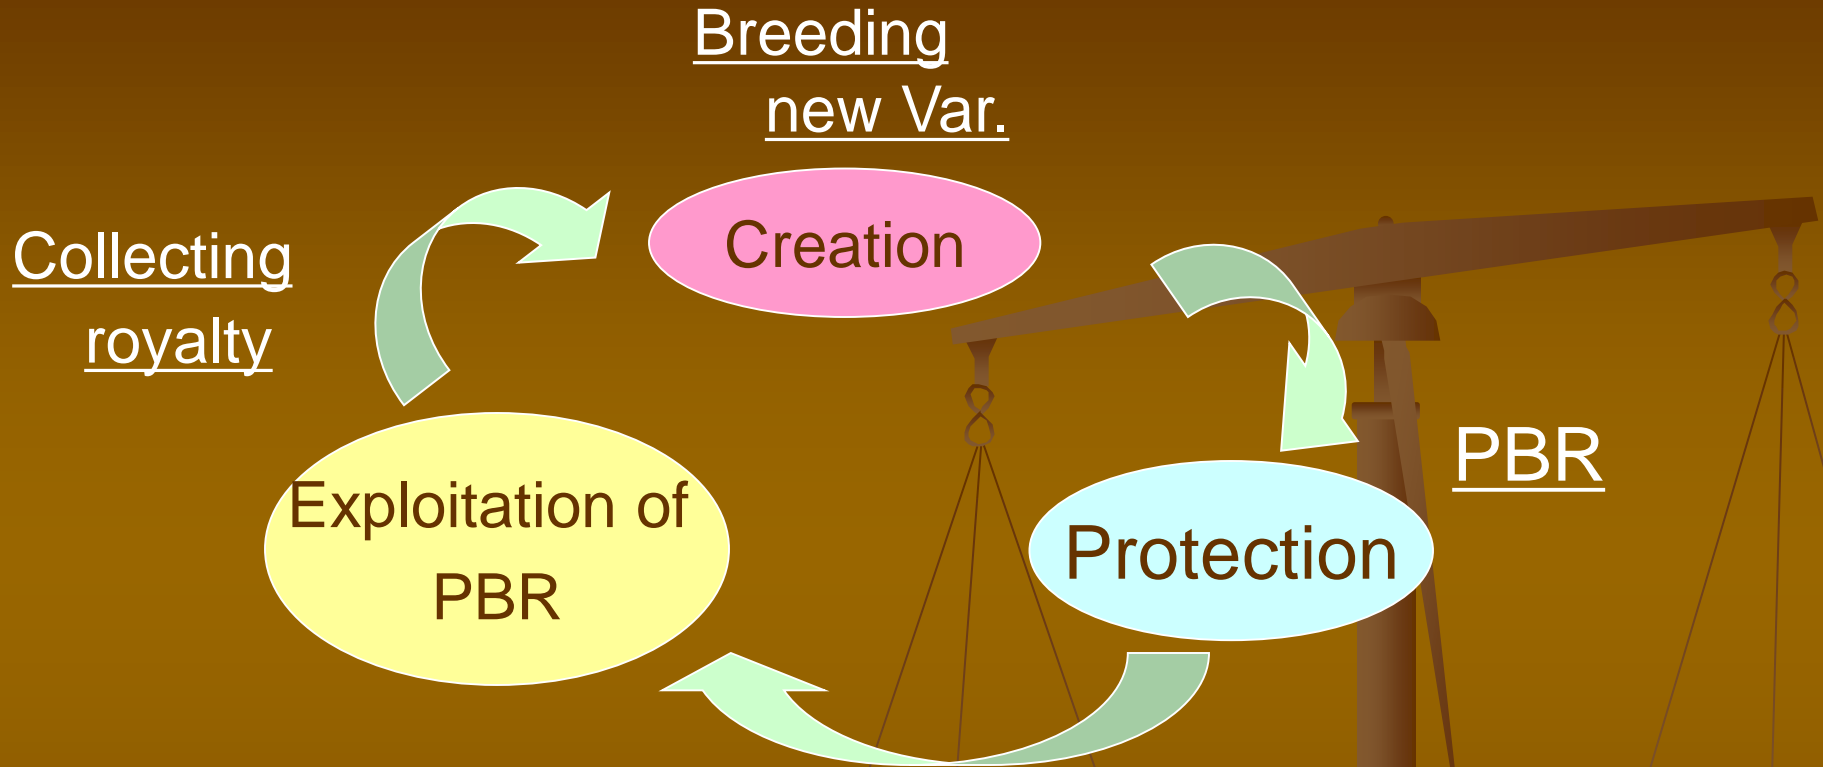 Breeding
new Var.
Creation
Collecting
royalty
PBR
Exploitation of
PBR
Protection